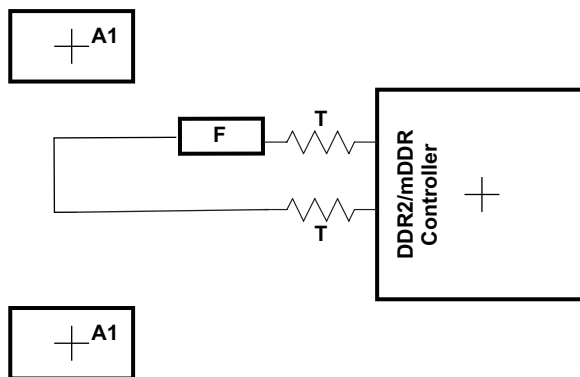 A1
F
T
T
DDR2/mDDR
Controller
A1